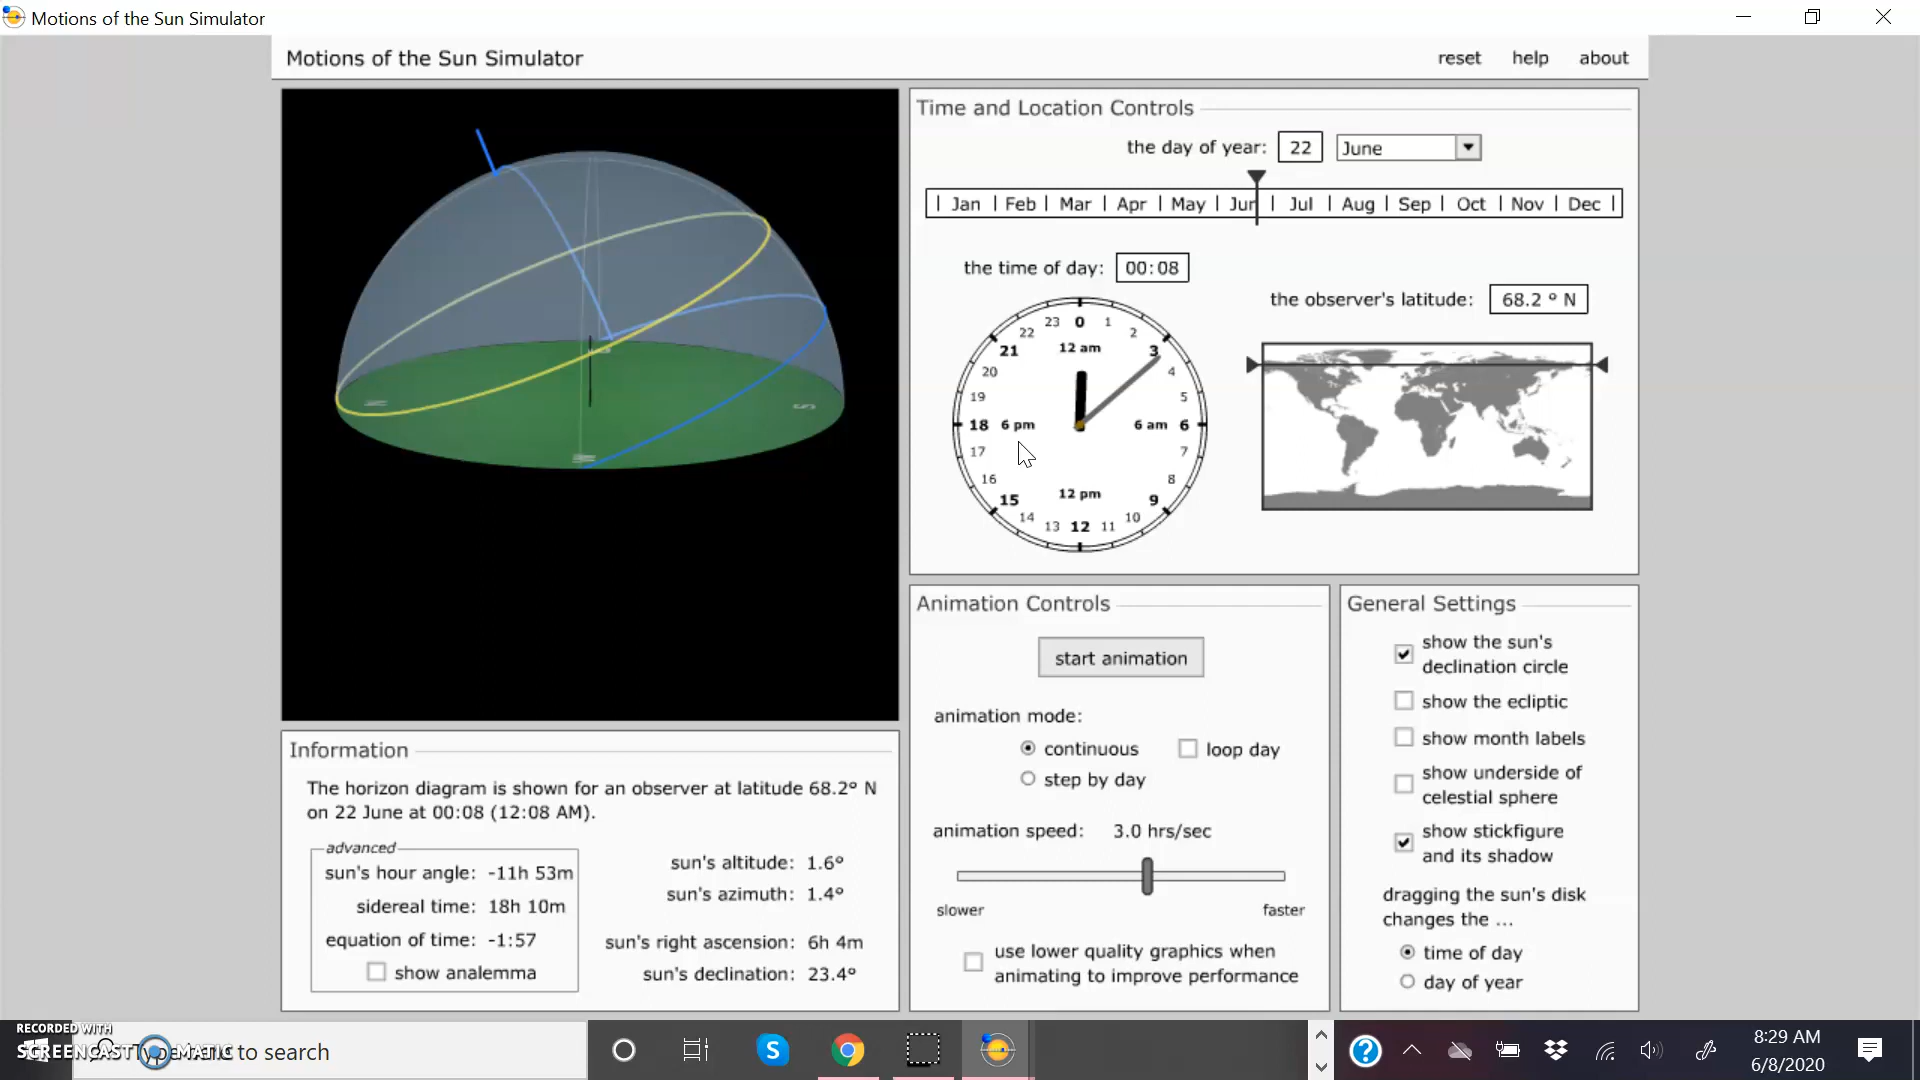 Motions of the Sun Simulator
Motions of the Sun Simulator
reset help about
Time and Location Controls
the day of year: 22 June
Jan Feb Mar Apr May Jun Jul Aug Sep Oct Nov Dec
the time of day: 00:08
the observer's latitude: 68.2 ° N
0 1 2 3 4 5 6 7 8 9 10 11 12 13 14 15 16 17 18 19 20 21 22 23
12 am
6 pm
6 am
12 pm
N
S
W
Information
The horizon diagram is shown for an observer at latitude 68.2° N
on 22 June at 00:08 (12:08 AM).
advanced
sun's hour angle: -11h 53m
sidereal time: 18h 10m
equation of time: -1:57
show analemma
sun's altitude: 1.6°
sun's azimuth: 1.4°
sun's right ascension: 6h 4m
sun's declination: 23.4°
Animation Controls
start animation
animation mode:
continuous loop day
step by day
animation speed: 3.0 hrs/sec
slower faster
use lower quality graphics when
animating to improve performance
General Settings
show the sun's
declination circle
show the ecliptic
show month labels
show underside of
celestial sphere
show stickfigure
and its shadow
dragging the sun's disk
changes the ...
time of day
day of year
RECORDED WITH
SCREENCAST MATIC
Type here to search
8:29 AM
6/8/2020